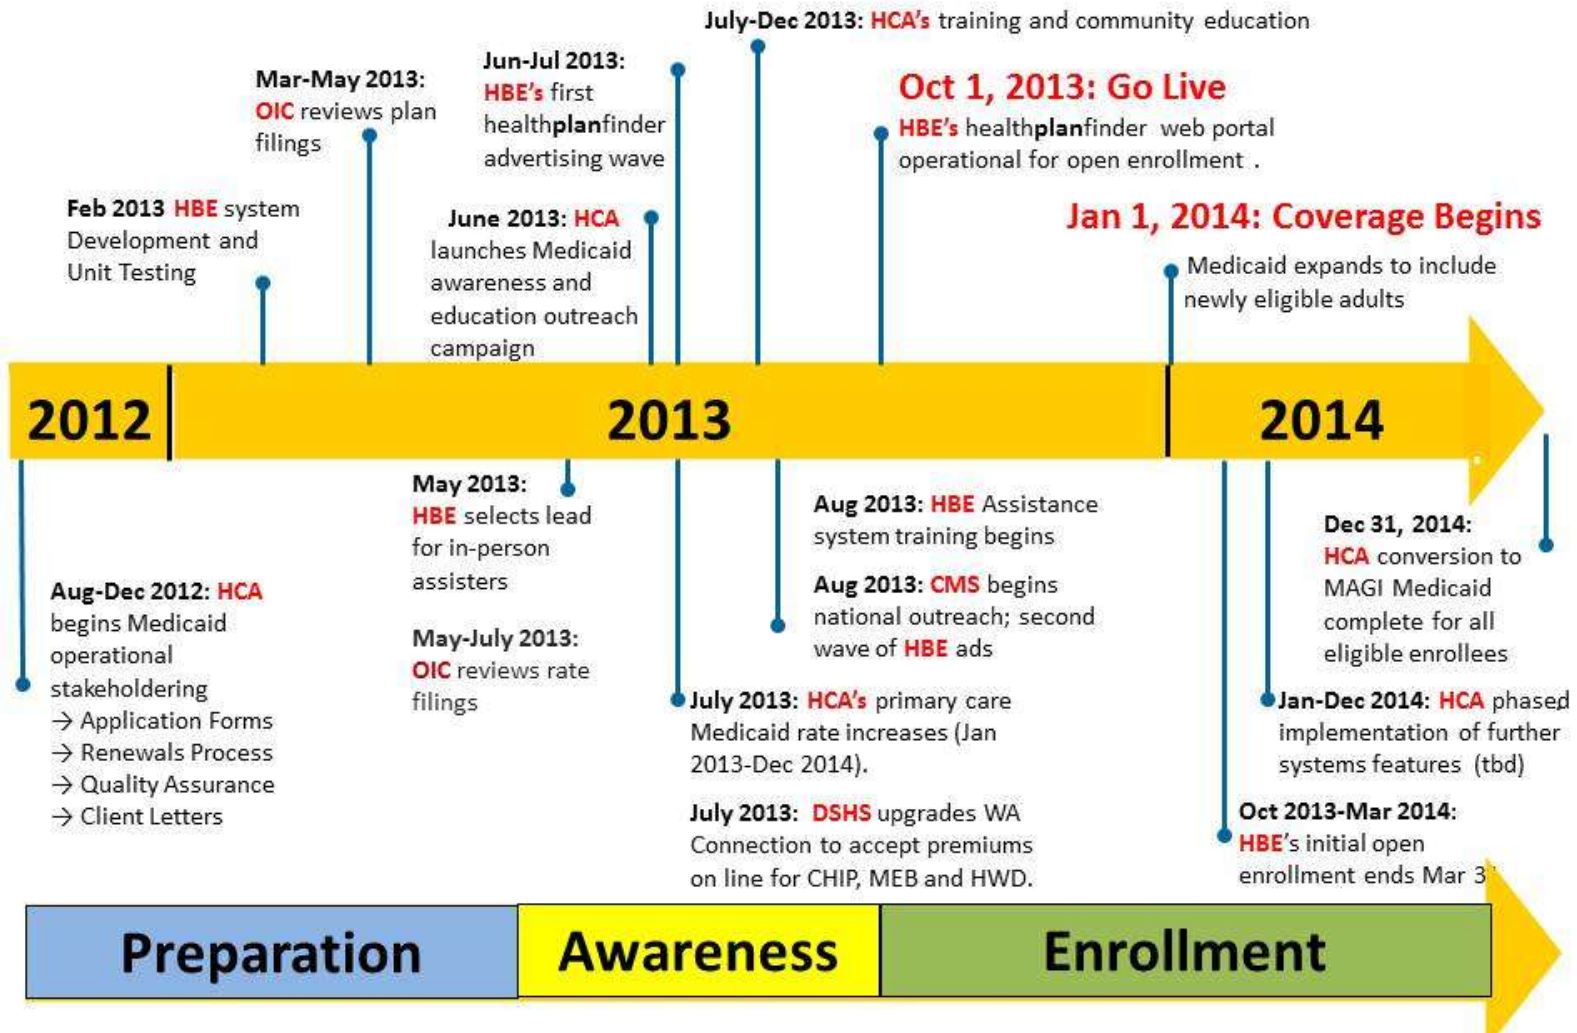 July-Dec 2013: HCA's training and community education
Mar-May 2013:
OIC reviews plan
filings
Jun-Jul 2013:
HBE's first
healthplanfinder
advertising wave
Oct 1, 2013: Go Live
HBE's healthplanfinder web portal
operational for open enrollment .
Feb 2013 HBE system
Development and
Unit Testing
June 2013: HCA
launches Medicaid
awareness and
education outreach
campaign
Jan 1, 2014: Coverage Begins
Medicaid expands to include
newly eligible adults
2012
2013
2014
Aug-Dec 2012: HCA
begins Medicaid
operational
stakeholdering
→ Application Forms
→ Renewals Process
→ Quality Assurance
→ Client Letters
May 2013:
HBE selects lead
for in-person
assisters
May-July 2013:
OIC reviews rate
filings
Aug 2013: HBE Assistance
system training begins
Aug 2013: CMS begins
national outreach; second
wave of HBE ads
July 2013: HCA's primary care
Medicaid rate increases (Jan
2013-Dec 2014).
July 2013: DSHS upgrades WA
Connection to accept premiums
on line for CHIP, MEB and HWD.
Dec 31, 2014:
HCA conversion to
MAGI Medicaid
complete for all
eligible enrollees
Jan-Dec 2014: HCA phased
implementation of further
systems features (tbd)
Oct 2013-Mar 2014:
HBE's initial open
enrollment ends Mar
Preparation
Awareness
Enrollment